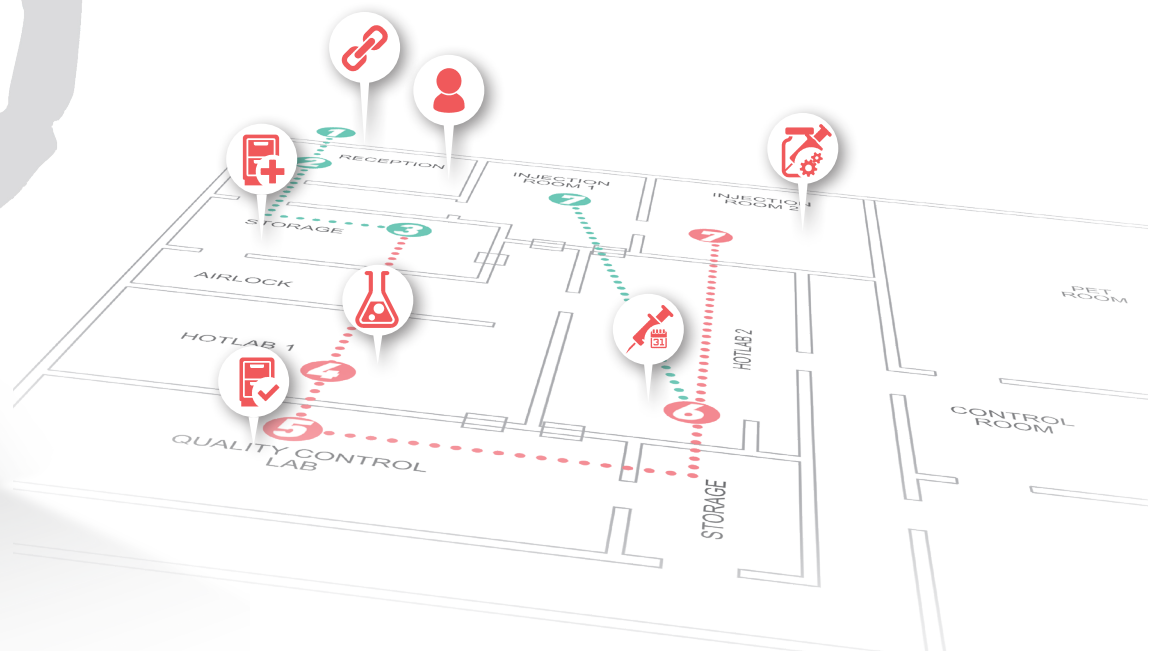 1
2
RECEPTION
INJECTION
ROOM 1
7
INJECTION
ROOM 2
STORAGE
3
7
AIRLOCK
PET
ROOM
HOTLAB 1
31
HOTLAB 2
4
6
CONTROL
ROOM
5
QUALITY CONTROL
LAB
STORAGE